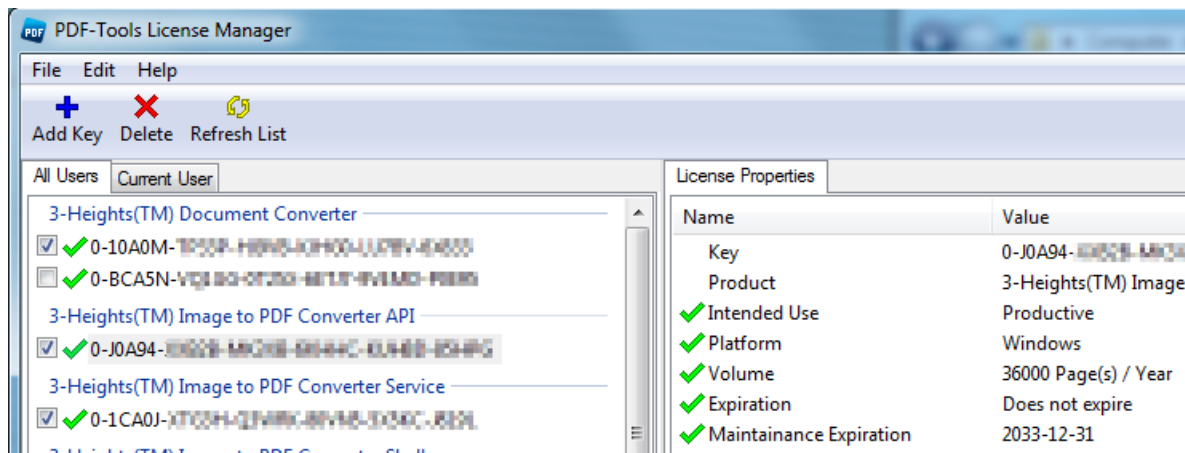 PDF PDF-Tools License Manager
File Edit Help
Add Key Delete Refresh List
All Users Current User
3-Heights(TM) Document Converter
0-10A0M-
0-BCA5N-
3-Heights(TM) Image to PDF Converter API
0-J0A94-
3-Heights(TM) Image to PDF Converter Service
0-1CA0J-
License Properties
Name Value
Key 0-J0A94-
Product 3-Heights(TM) Image
Intended Use Productive
Platform Windows
Volume 36000 Page(s) / Year
Expiration Does not expire
Maintainance Expiration 2033-12-31